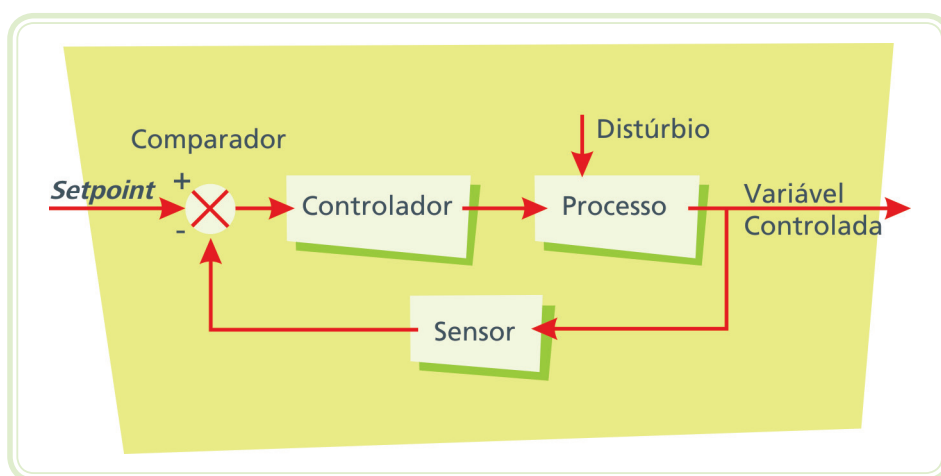 Comparador
Distúrbio
Setpoint
+
-
Controlador
Processo
Variável
Controlada
Sensor